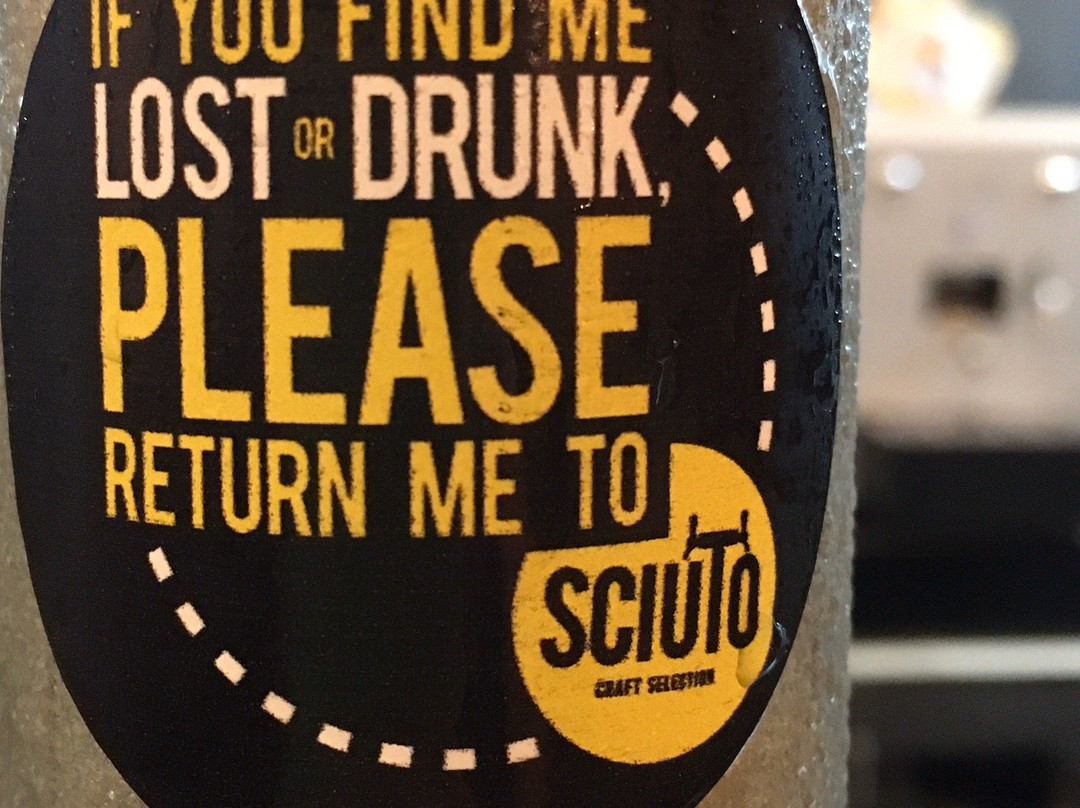 IF YOU FIND ME
LOST OR DRUNK,
PLEASE
RETURN ME TO
SCIUTO
CRAFT SELECTION